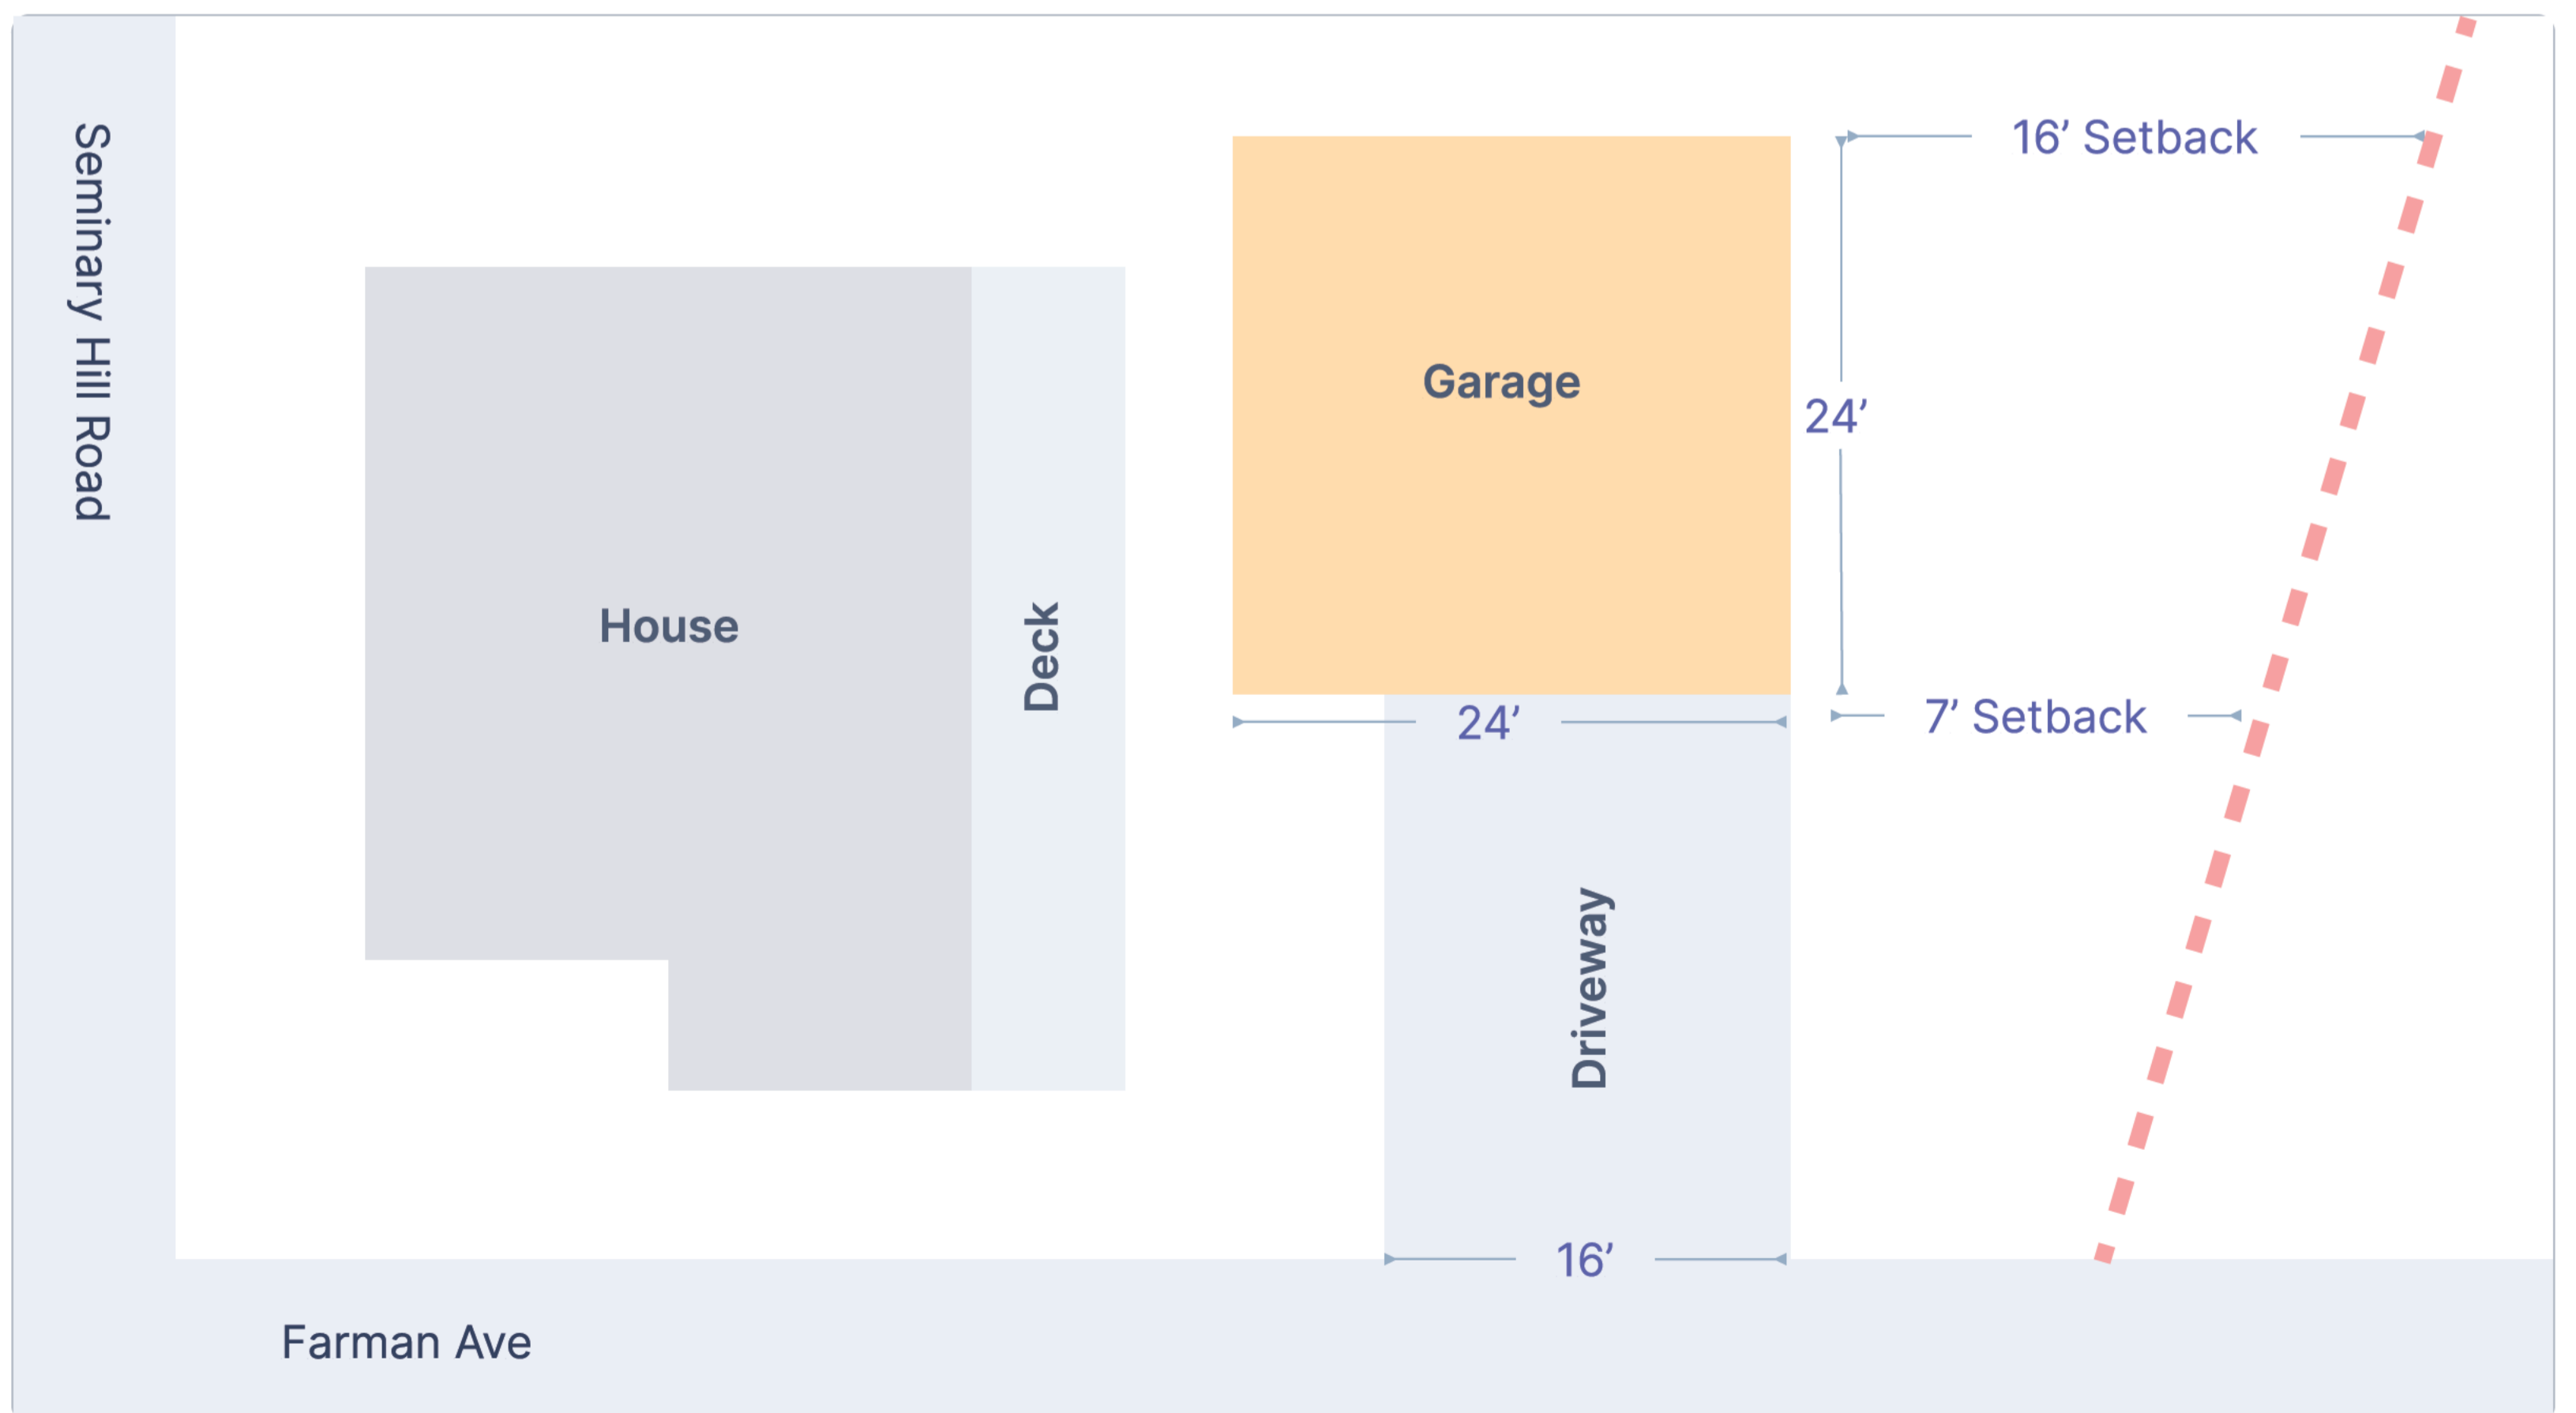 Seminary Hill Road
16’ Setback
Garage
24’
House
Deck
24’
7’ Setback
Driveway
16’
Farman Ave